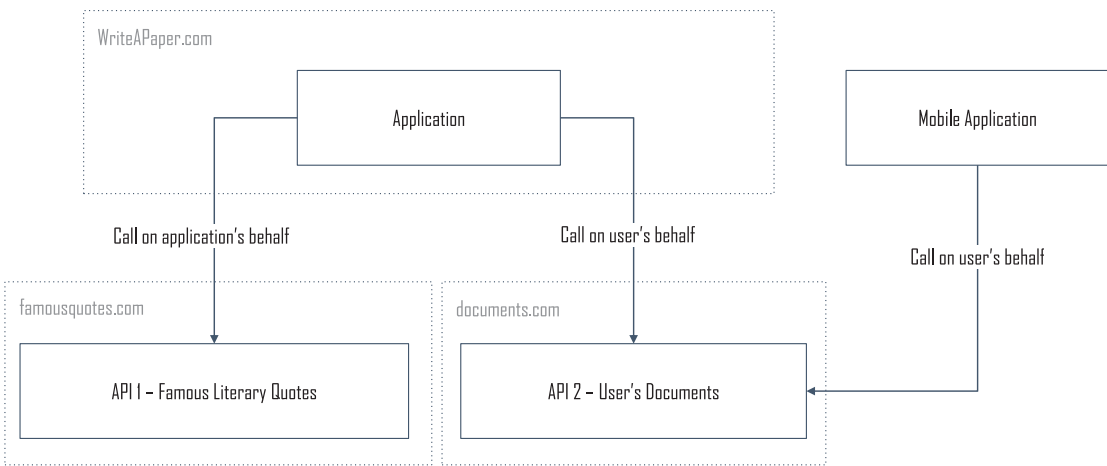 WriteAPaper.com
Application
Mobile Application
Call on application's behalf
Call on user's behalf
Call on user's behalf
famousquotes.com
documents.com
API 1 – Famous Literary Quotes
API 2 – User's Documents